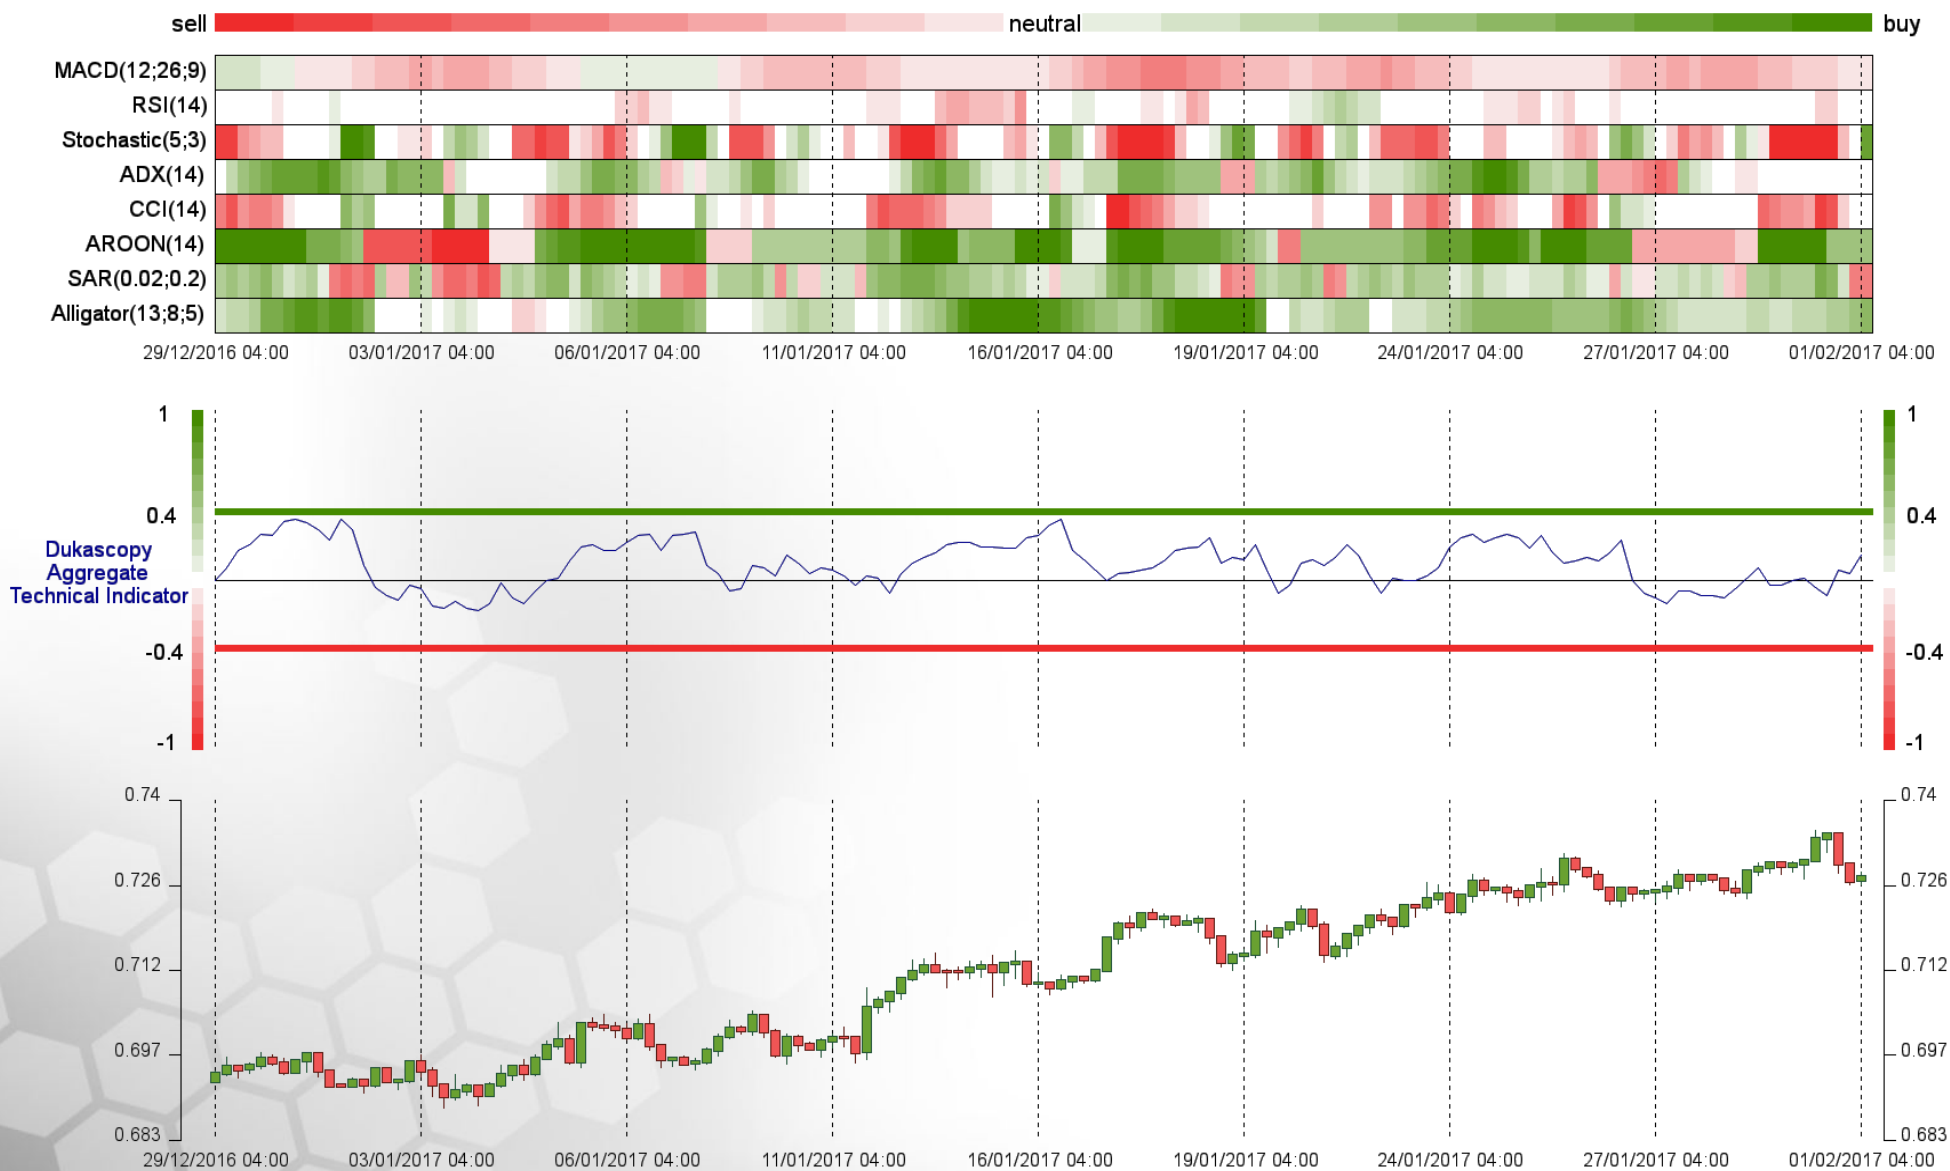 sell neutral buy
MACD(12;26;9)
RSI(14)
Stochastic(5;3)
ADX(14)
CCI(14)
AROON(14)
SAR(0.02;0.2)
Alligator(13;8;5)
29/12/2016 04:00 03/01/2017 04:00 06/01/2017 04:00 11/01/2017 04:00 16/01/2017 04:00 19/01/2017 04:00 24/01/2017 04:00 27/01/2017 04:00 01/02/2017 04:00
1 1
0.4 0.4
Dukascopy
Aggregate
Technical Indicator
-0.4 -0.4
-1 -1
0.74 0.74
0.726 0.726
0.712 0.712
0.697 0.697
0.683 0.683
29/12/2016 04:00 03/01/2017 04:00 06/01/2017 04:00 11/01/2017 04:00 16/01/2017 04:00 19/01/2017 04:00 24/01/2017 04:00 27/01/2017 04:00 01/02/2017 04:00